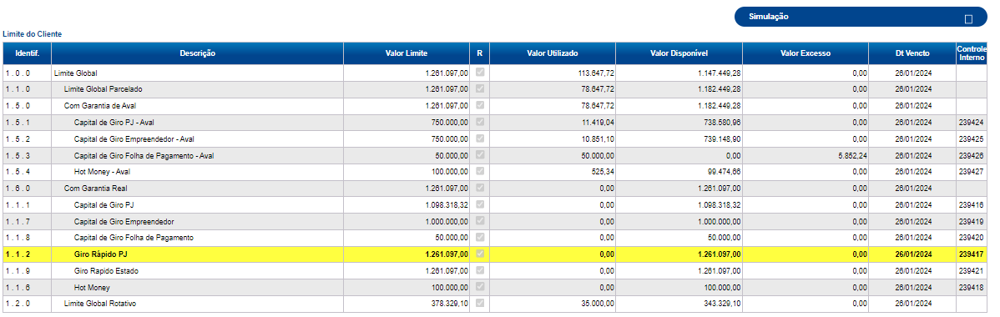 Simulação
Limite do Cliente
Identif. Descrição Valor Limite R Valor Utilizado Valor Disponível Valor Excesso Dt Vencto Controle Interno
1 . 0 . 0 Limite Global 1.261.097,00 113.647,72 1.147.449,28 0,00 26/01/2024
1 . 1 . 0 Limite Global Parcelado 1.261.097,00 78.647,72 1.182.449,28 0,00 26/01/2024
1 . 5 . 0 Com Garantia de Aval 1.261.097,00 78.647,72 1.182.449,28 0,00 26/01/2024
1 . 5 . 1 Capital de Giro PJ - Aval 750.000,00 11.419,04 738.580,96 0,00 26/01/2024 239424
1 . 5 . 2 Capital de Giro Empreendedor - Aval 750.000,00 10.851,10 739.148,90 0,00 26/01/2024 239425
1 . 5 . 3 Capital de Giro Folha de Pagamento - Aval 50.000,00 50.000,00 0,00 5.852,24 26/01/2024 239426
1 . 5 . 4 Hot Money - Aval 100.000,00 525,34 99.474,66 0,00 26/01/2024 239427
1 . 6 . 0 Com Garantia Real 1.261.097,00 0,00 1.261.097,00 0,00 26/01/2024
1 . 1 . 1 Capital de Giro PJ 1.098.318,32 0,00 1.098.318,32 0,00 26/01/2024 239416
1 . 1 . 7 Capital de Giro Empreendedor 1.000.000,00 0,00 1.000.000,00 0,00 26/01/2024 239419
1 . 1 . 8 Capital de Giro Folha de Pagamento 50.000,00 0,00 50.000,00 0,00 26/01/2024 239420
1 . 1 . 2 Giro Rápido PJ 1.261.097,00 0,00 1.261.097,00 0,00 26/01/2024 239417
1 . 1 . 9 Giro Rapido Estado 1.261.097,00 0,00 1.261.097,00 0,00 26/01/2024 239421
1 . 1 . 6 Hot Money 100.000,00 0,00 100.000,00 0,00 26/01/2024 239418
1 . 2 . 0 Limite Global Rotativo 378.329,10 35.000,00 343.329,10 0,00 26/01/2024